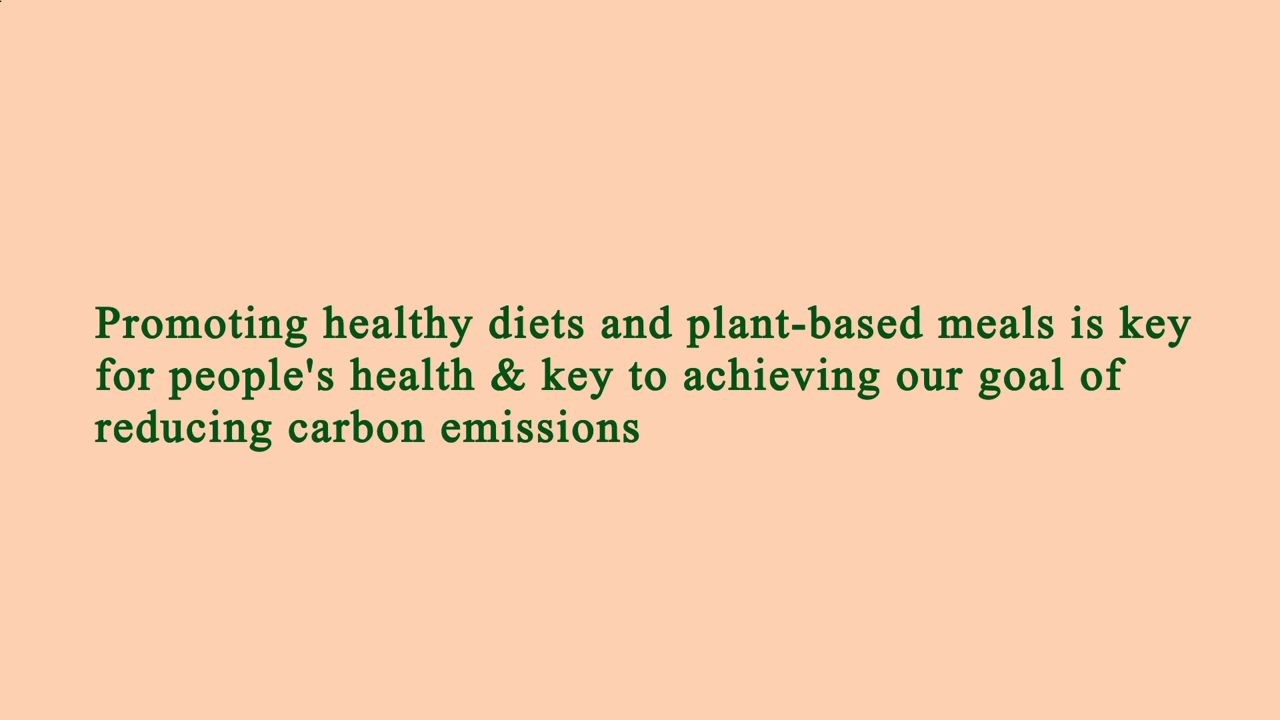 Promoting healthy diets and plant-based meals is key
for people's health & key to achieving our goal of
reducing carbon emissions